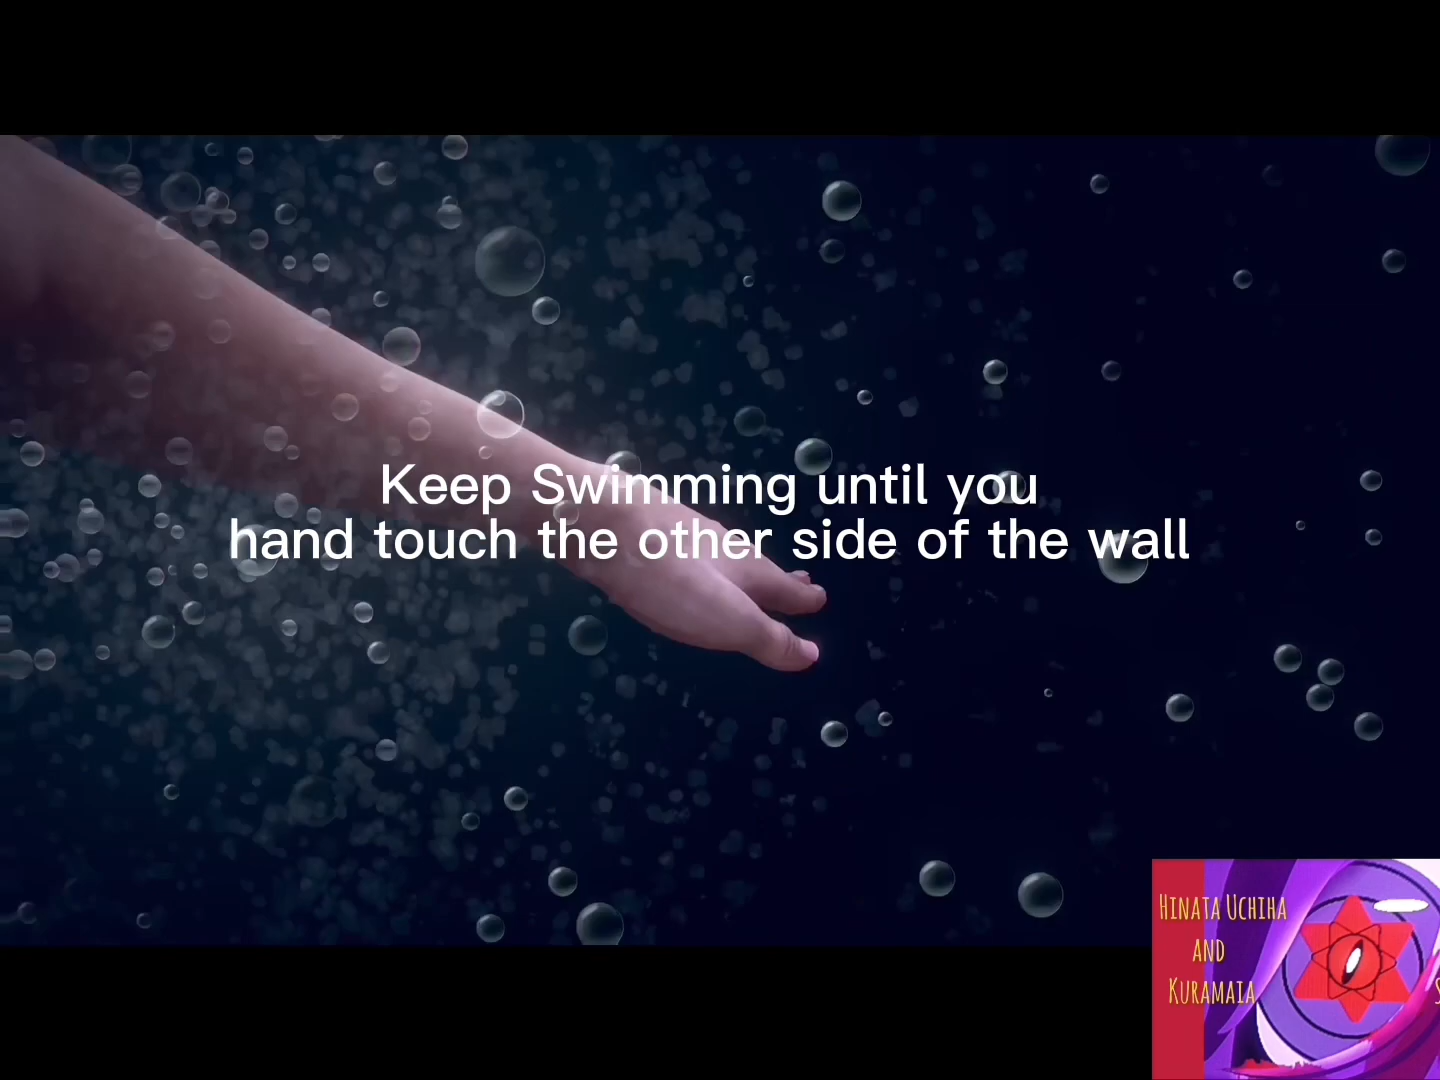 Keep Swimming until you
hand touch the other side of the wall
HINATA UCHIHA
AND
KURAMAIA